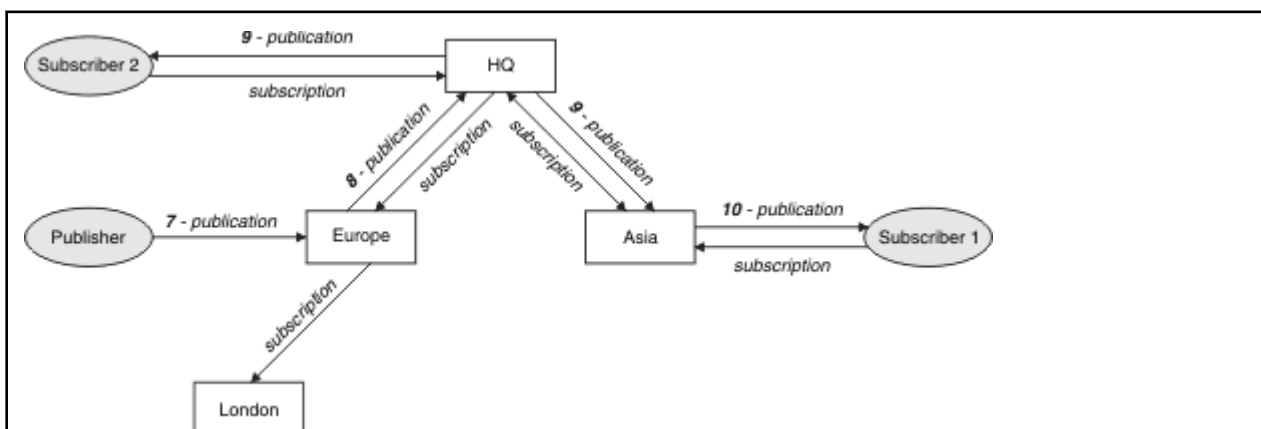 9 - publication
Subscriber 2
HQ
subscription
8 - publication
subscription
subscription
9 - publication
Publisher
7 - publication
Europe
Asia
10 - publication
Subscriber 1
subscription
subscription
London